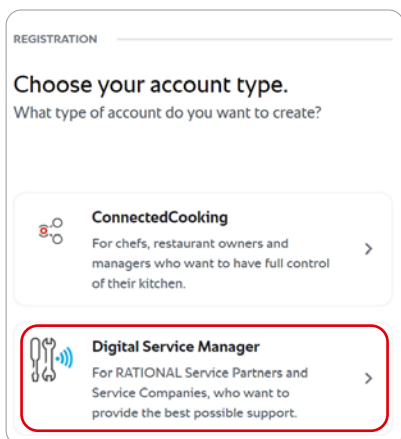 REGISTRATION
Choose your account type.
What type of account do you want to create?
ConnectedCooking
For chefs, restaurant owners and
managers who want to have full control
of their kitchen.
Digital Service Manager
For RATIONAL Service Partners and
Service Companies, who want to
provide the best possible support.